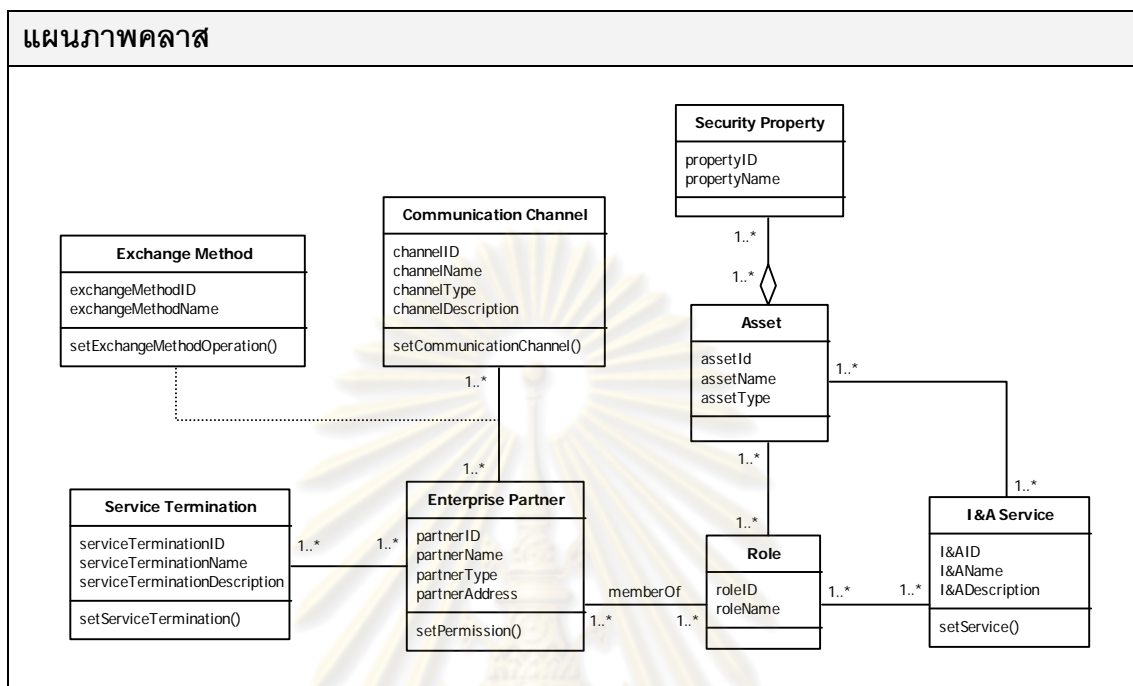 แผนภาพคลาส
Security Property
propertyID
propertyName
1..*
1..*
Communication Channel
channelID
channelName
channelType
channelDescription
setCommunicationChannel()
1..*
1..*
Exchange Method
exchangeMethodID
exchangeMethodName
setExchangeMethodOperation()
Asset
assetId
assetName
assetType
1..*
1..*
1..*
1..*
Service Termination
serviceTerminationID
serviceTerminationName
serviceTerminationDescription
setServiceTermination()
1..*
1..*
Enterprise Partner
partnerID
partnerName
partnerType
partnerAddress
setPermission()
memberOf
1..*
1..*
Role
roleID
roleName
1..*
1..*
I&A Service
I&AID
I&AName
I&ADescription
setService()